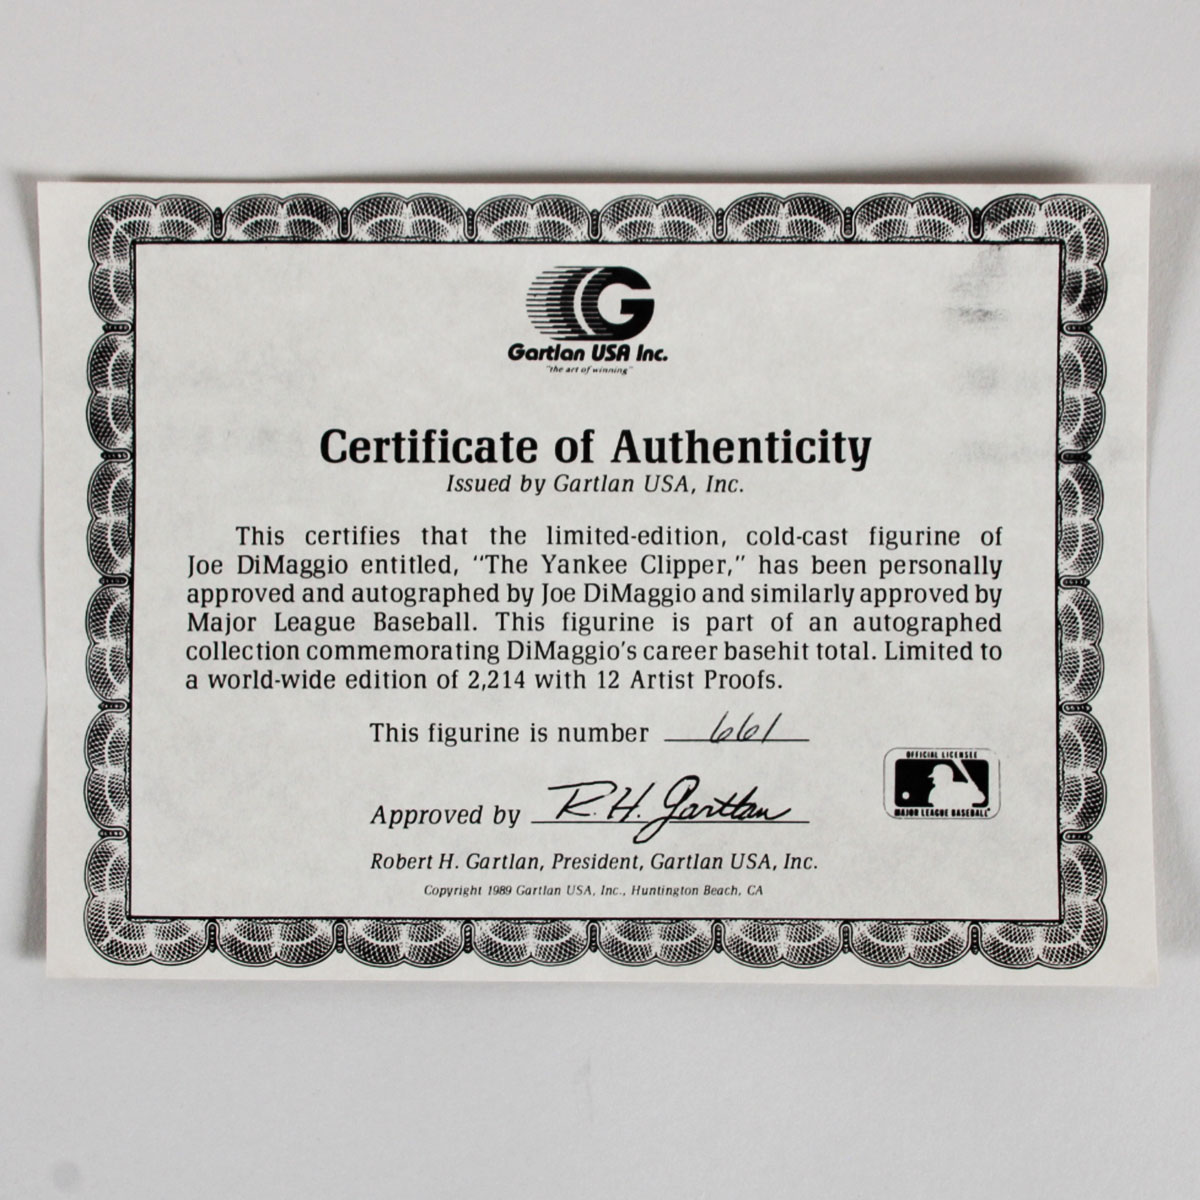 G
Gartlan USA Inc.
"the art of winning"
Certificate of Authenticity
Issued by Gartlan USA, Inc.
This certifies that the limited-edition, cold-cast figurine of
Joe DiMaggio entitled, "The Yankee Clipper," has been personally
approved and autographed by Joe DiMaggio and similarly approved by
Major League Baseball. This figurine is part of an autographed
collection commemorating DiMaggio's career basehit total. Limited to
a world-wide edition of 2,214 with 12 Artist Proofs.
This figurine is number 661
Approved by R.H. Gartlan
Robert H. Gartlan, President, Gartlan USA, Inc.
Copyright 1989 Gartlan USA, Inc., Huntington Beach, CA
OFFICIAL LICENSEE
MAJOR LEAGUE BASEBALL